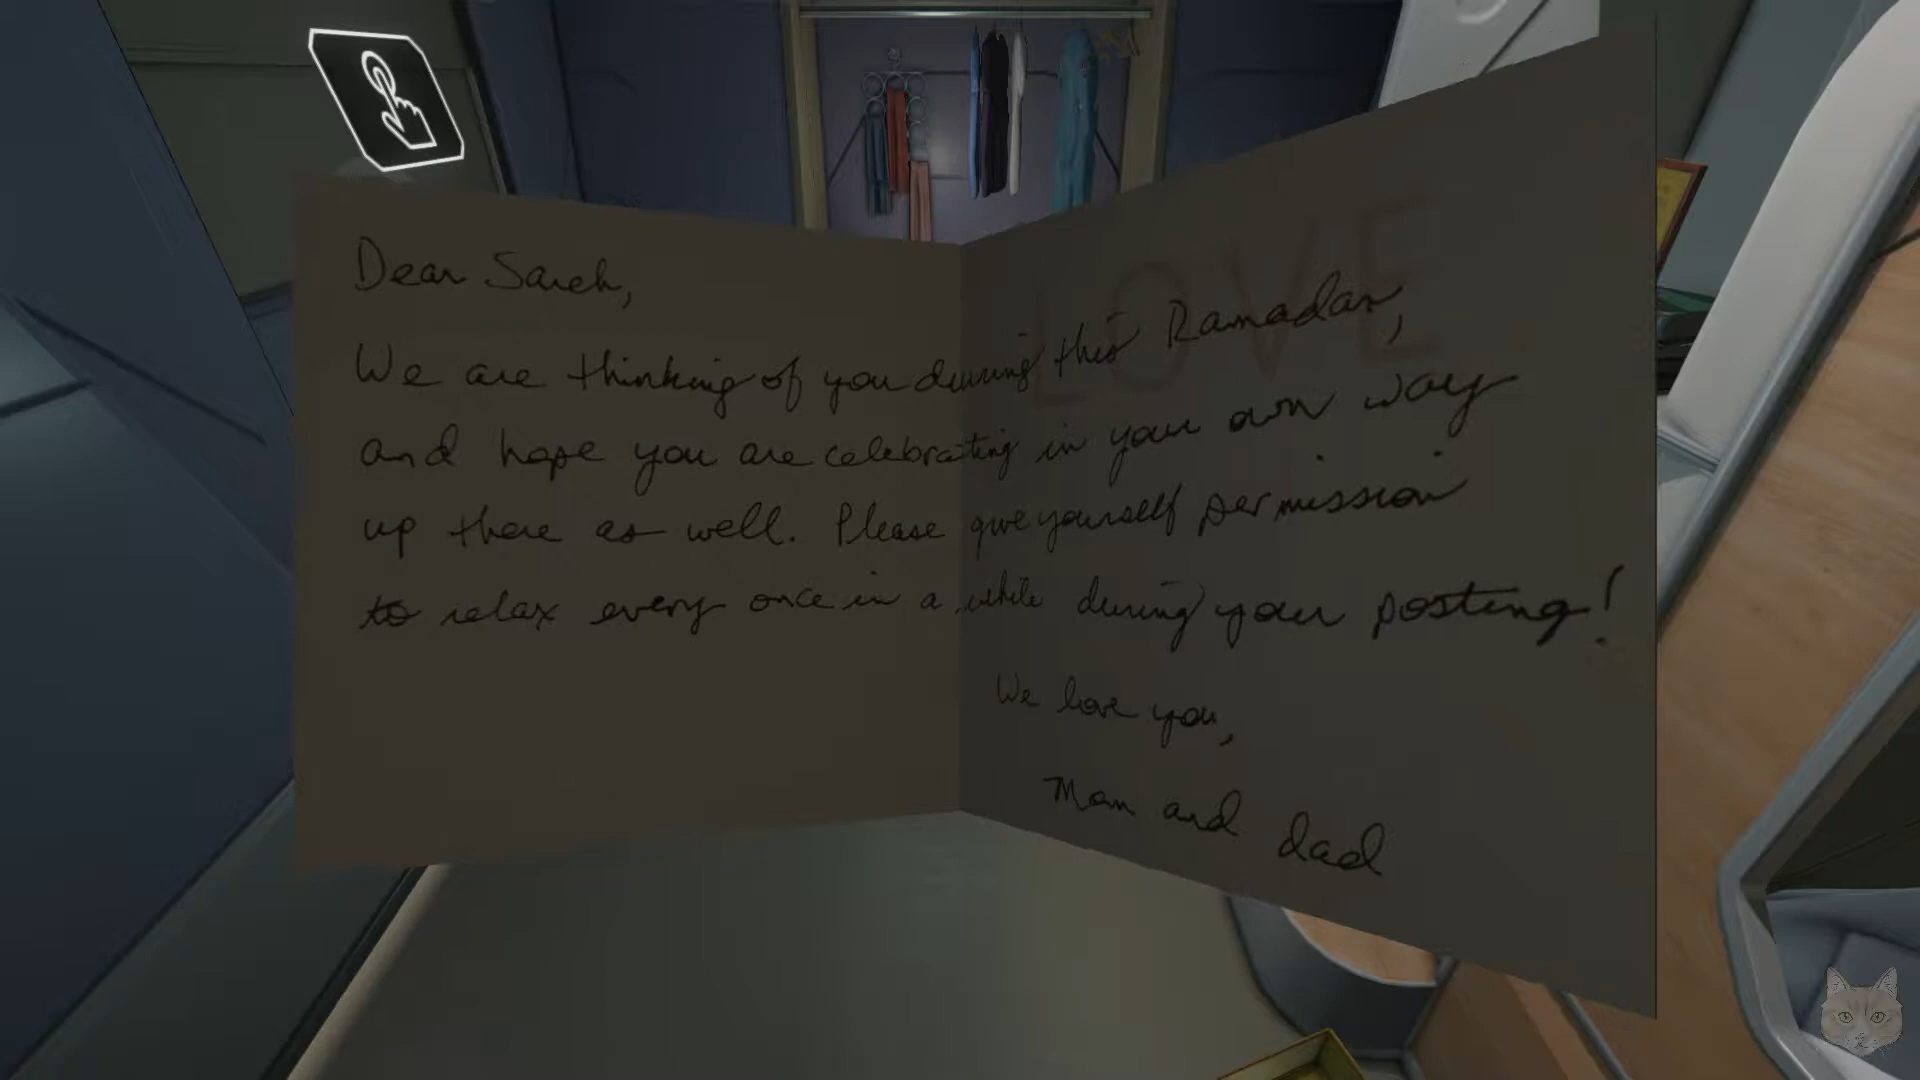 Dear Sareh,
We are thinking of you during this Ramadan,
and hope you are celebrating in your own way
up there as well. Please give yourself permission
to relax every once in a while during your posting!
We love you,
Mom and dad
LOVE